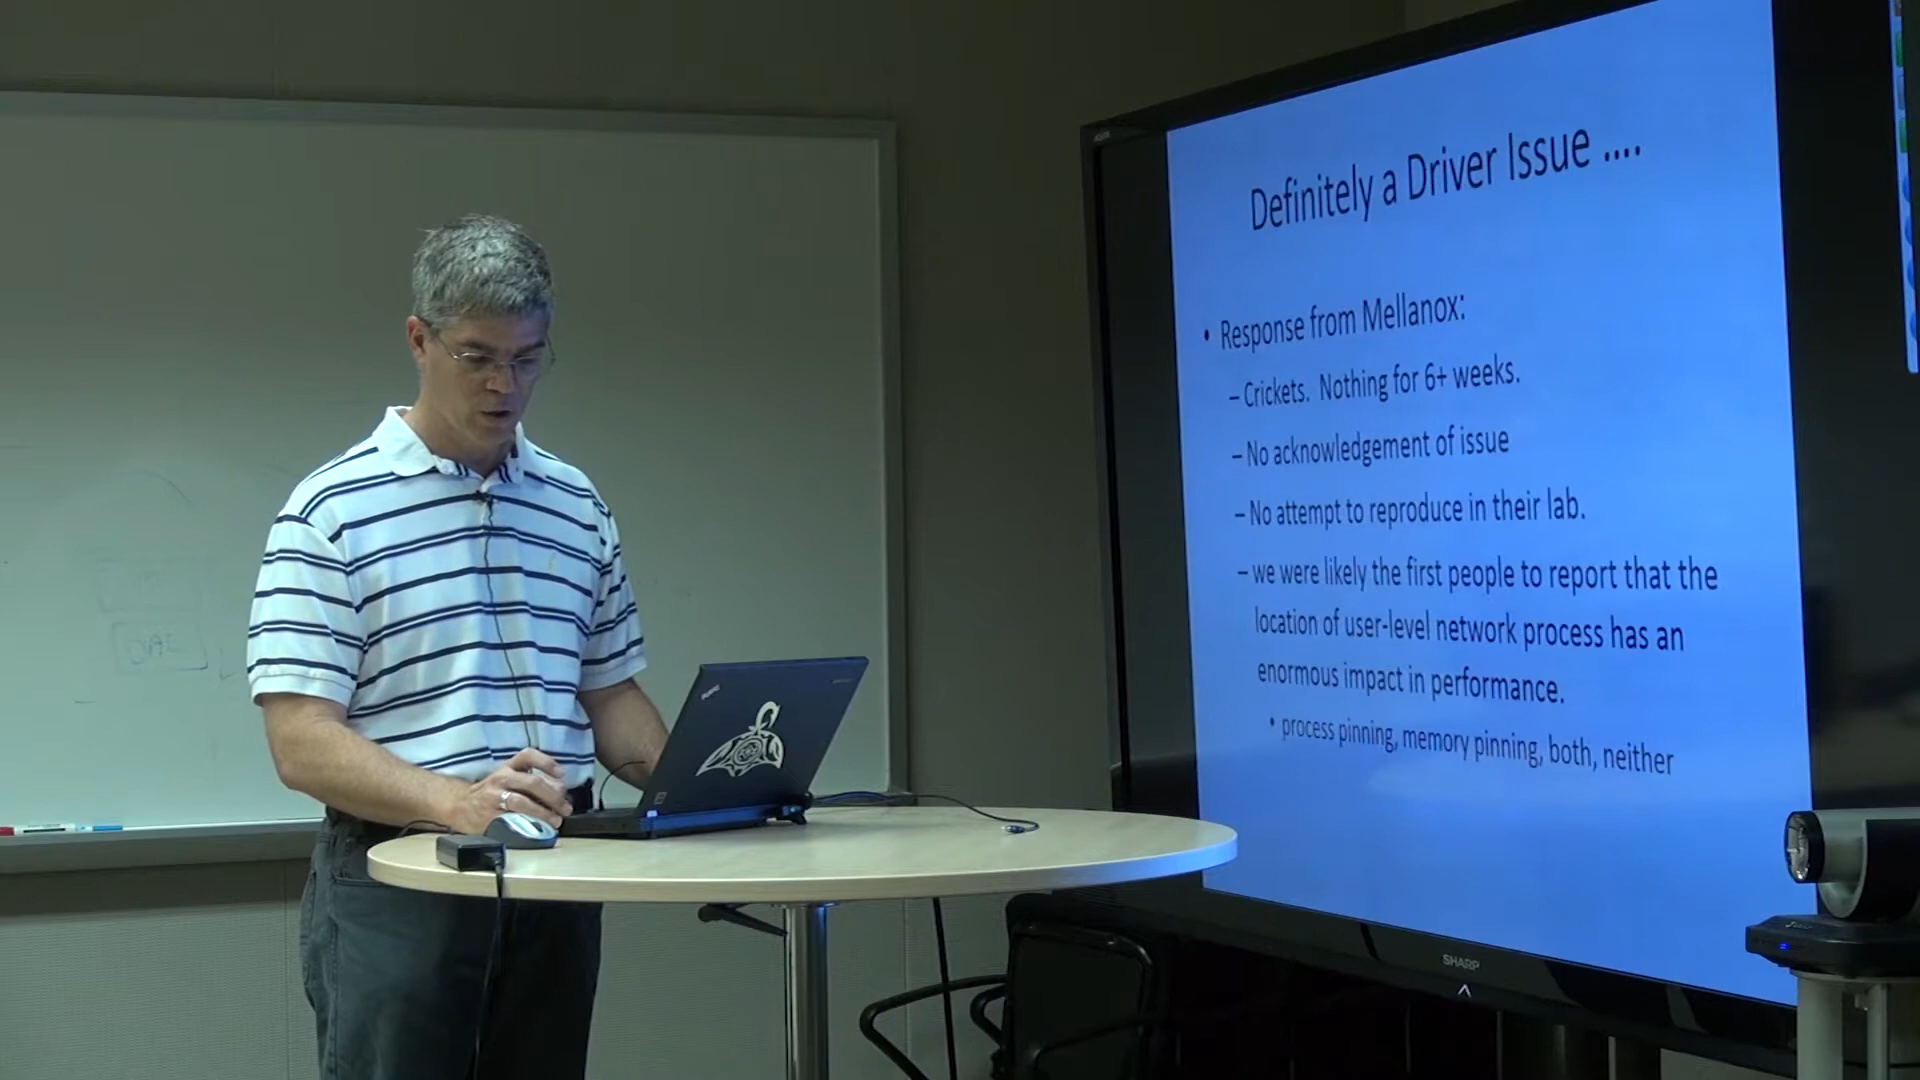 Definitely a Driver Issue ....
• Response from Mellanox:
– Crickets. Nothing for 6+ weeks.
– No acknowledgement of issue
– No attempt to reproduce in their lab.
– we were likely the first people to report that the
location of user-level network process has an
enormous impact in performance.
• process pinning, memory pinning, both, neither
SHARP
ThinkPad